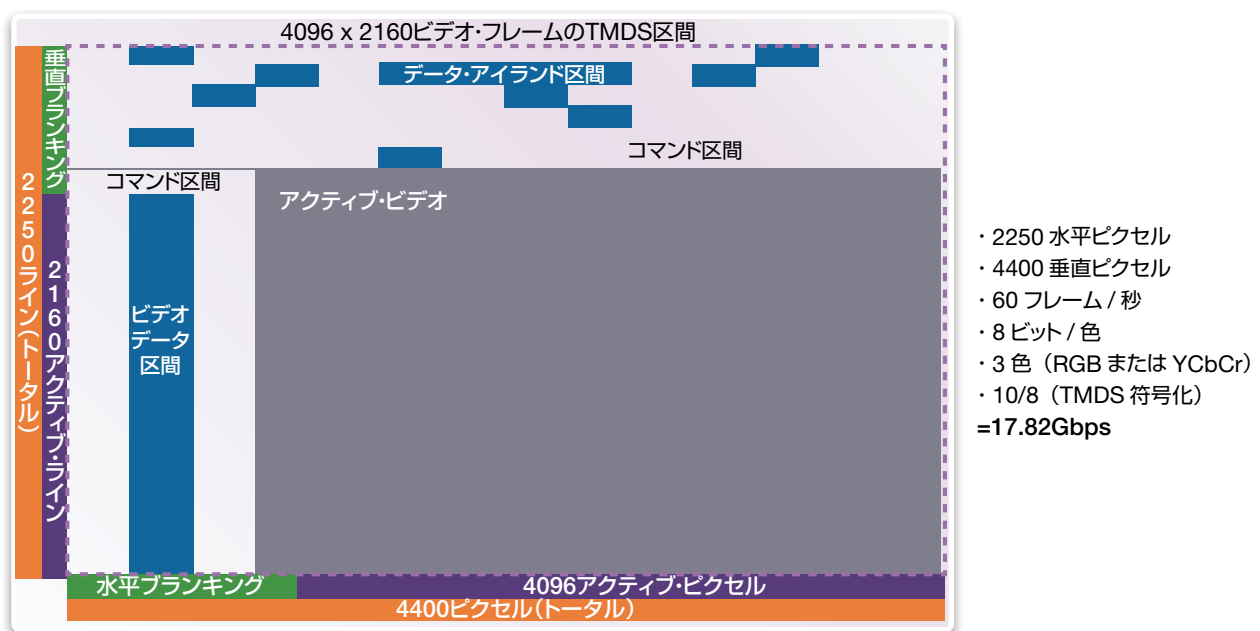 4096 x 2160ビデオ・フレームのTMDS区間
垂直ブランキング
データ・アイランド区間
コマンド区間
2250ライン(トータル)
コマンド区間
アクティブ・ビデオ
2160アクティブ・ライン
ビデオ
データ
区間
水平ブランキング
4096アクティブ・ピクセル
4400ピクセル(トータル)
・2250 水平ピクセル
・4400 垂直ピクセル
・60 フレーム / 秒
・8 ビット / 色
・3 色（RGB または YCbCr）
・10/8（TMDS 符号化）
=17.82Gbps